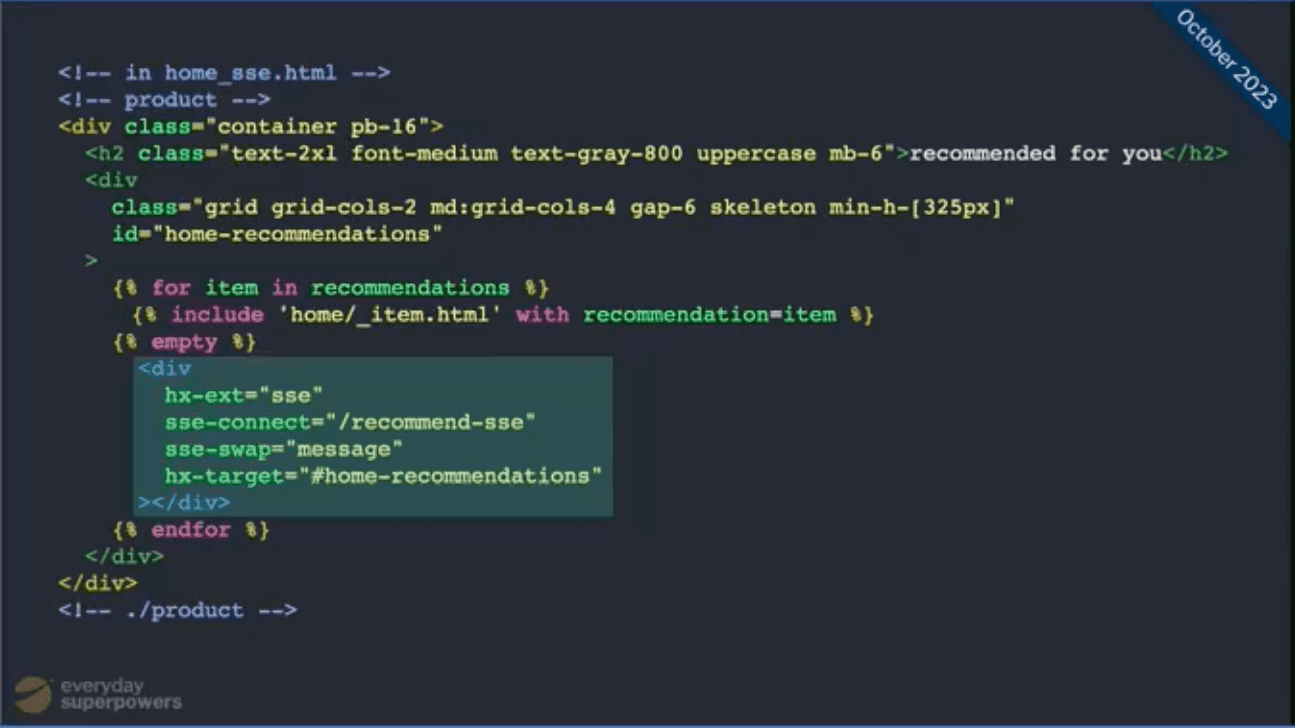 October 2023
<!-- in home_sse.html -->
<!-- product -->
<div class="container pb-16">
<h2 class="text-2xl font-medium text-gray-800 uppercase mb-6">recommended for you</h2>
<div
class="grid grid-cols-2 md:grid-cols-4 gap-6 skeleton min-h-[325px]"
id="home-recommendations"
>
{% for item in recommendations %}
{% include 'home/_item.html' with recommendation=item %}
{% empty %}
<div
hx-ext="sse"
sse-connect="/recommend-sse"
sse-swap="message"
hx-target="#home-recommendations"
></div>
{% endfor %}
</div>
</div>
<!-- ./product -->
everyday
superpowers